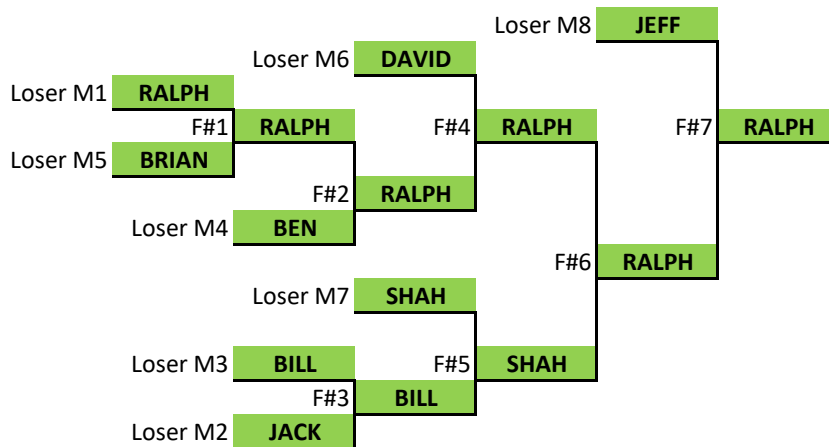 Loser M8 JEFF
Loser M6 DAVID
Loser M1 RALPH
F#1 RALPH F#4 RALPH F#7 RALPH
Loser M5 BRIAN
F#2 RALPH
Loser M4 BEN
F#6 RALPH
Loser M7 SHAH
Loser M3 BILL F#5 SHAH
F#3 BILL
Loser M2 JACK